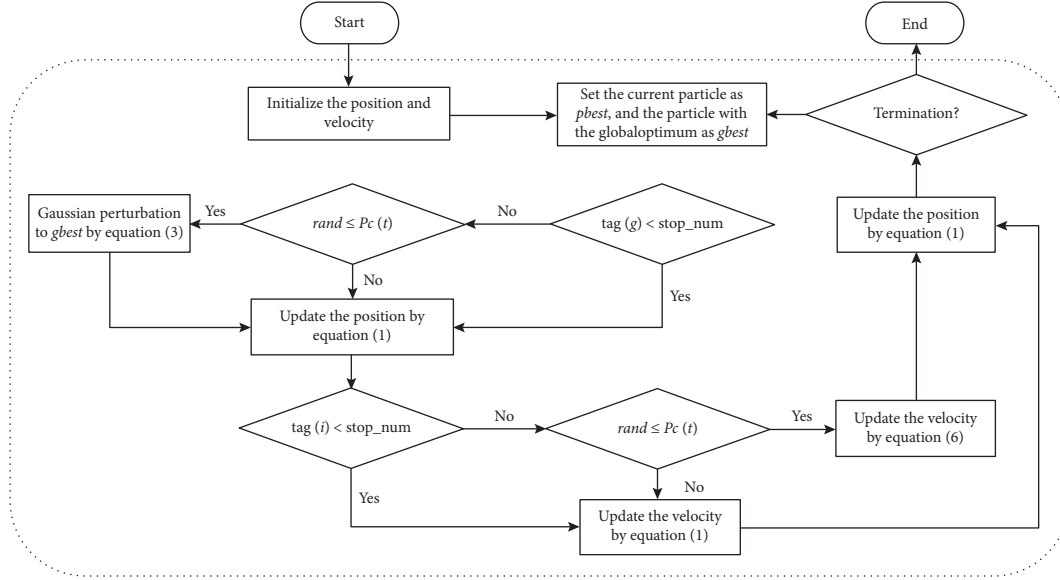 Start
End
Initialize the position and
velocity
Set the current particle as
pbest, and the particle with
the globaloptimum as gbest
Termination?
Gaussian perturbation
to gbest by equation (3)
Yes
rand ≤ Pc (t)
No
tag (g) < stop_num
Update the position
by equation (1)
No
Yes
Update the position by
equation (1)
tag (i) < stop_num
No
rand ≤ Pc (t)
Yes
Update the velocity
by equation (6)
Yes
No
Update the velocity
by equation (1)